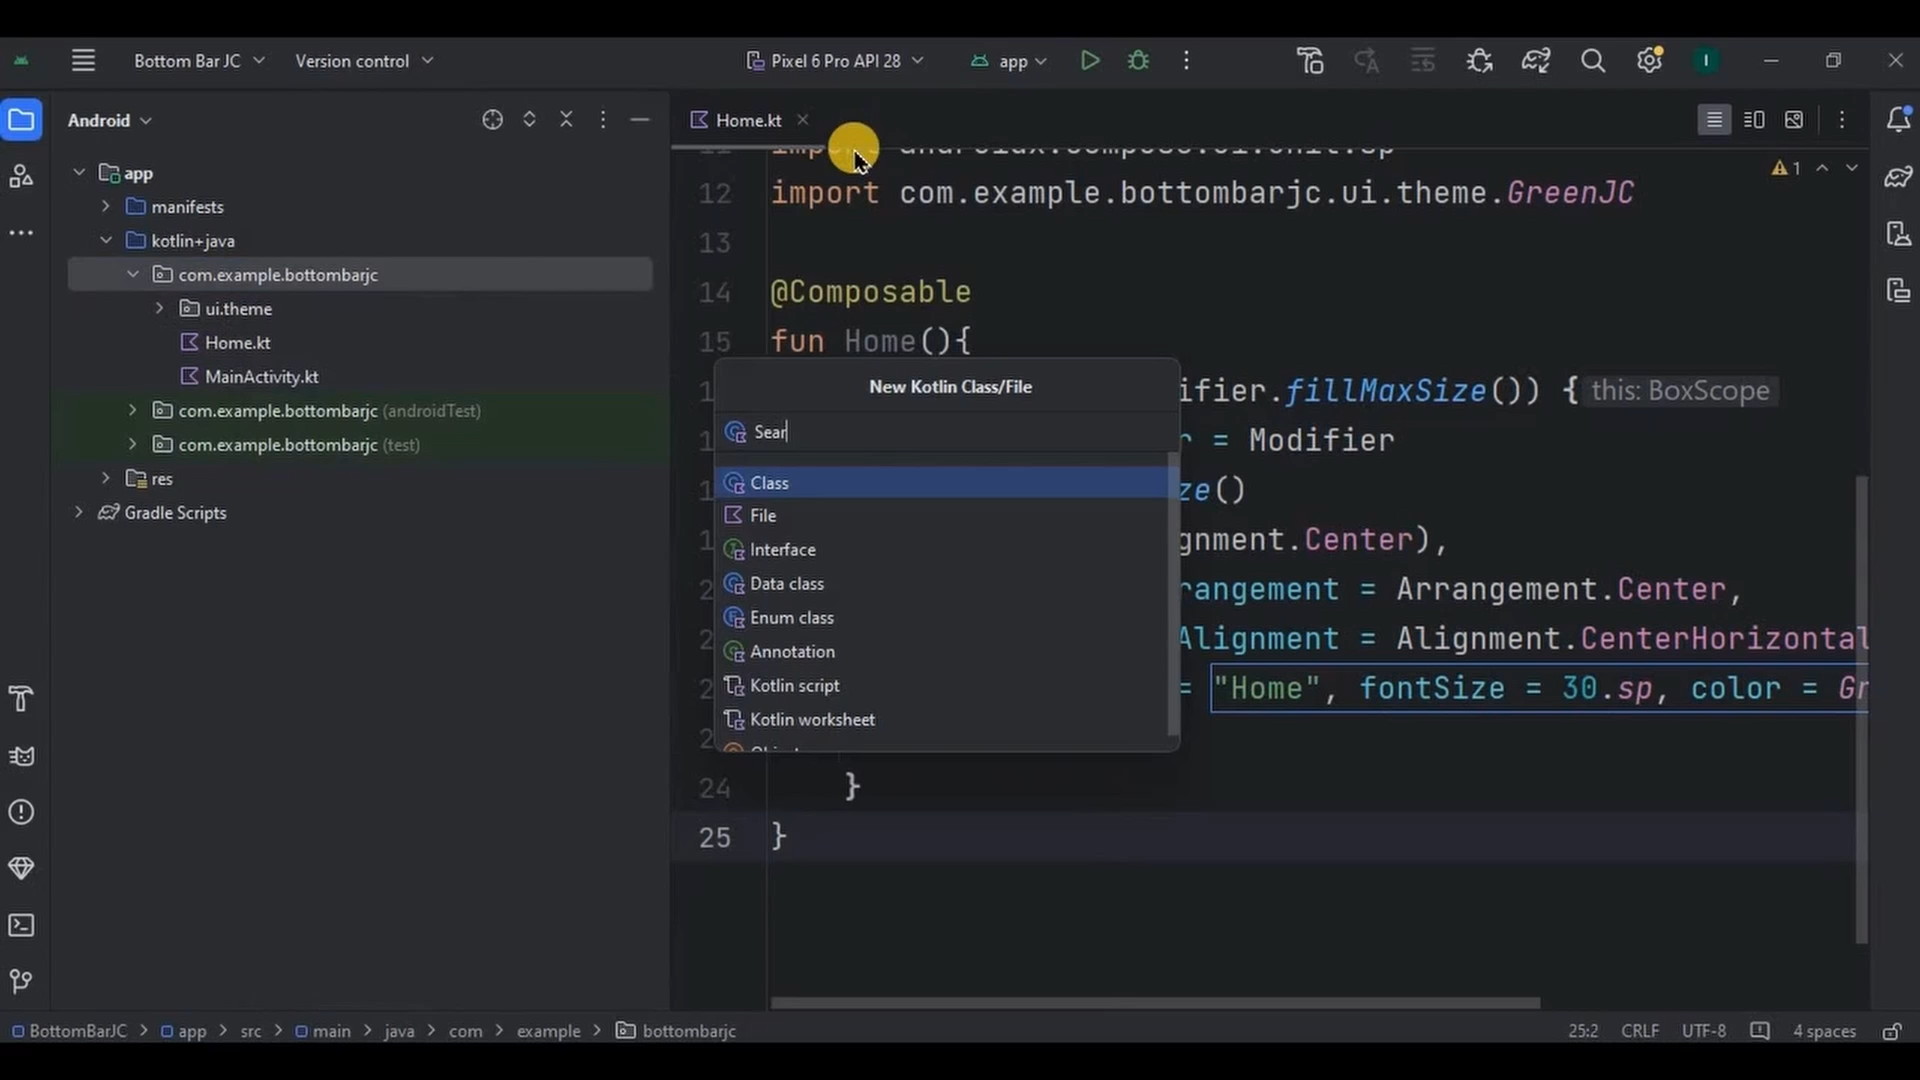 Bottom Bar JC
Version control
Pixel 6 Pro API 28
app
I
Android
Home.kt
app
manifests
kotlin+java
com.example.bottombarjc
ui.theme
Home.kt
MainActivity.kt
com.example.bottombarjc (androidTest)
com.example.bottombarjc (test)
res
Gradle Scripts
12 import com.example.bottombarjc.ui.theme.GreenJC
1
13
14 @Composable
15 fun Home(){
ifier.fillMaxSize()) { this: BoxScope
r = Modifier
ze()
gnment.Center),
rangement = Arrangement.Center,
Alignment = Alignment.CenterHorizontal
= "Home", fontSize = 30.sp, color = Gr
24 }
25 }
New Kotlin Class/File
Sear
Class
File
Interface
Data class
Enum class
Annotation
Kotlin script
Kotlin worksheet
BottomBarJC > app > src > main > java > com > example > bottombarjc
25:2 CRLF UTF-8 4 spaces